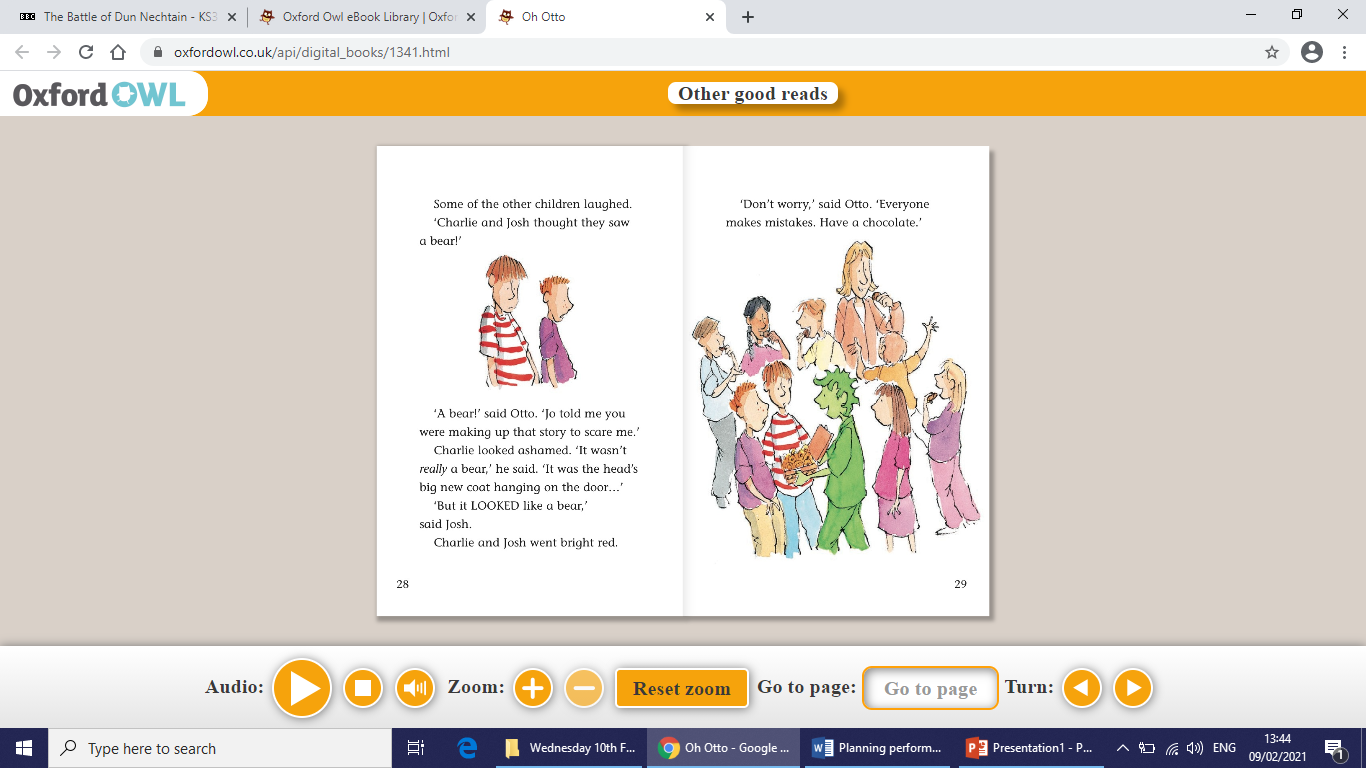 The Battle of Dun Nechtain - KS3
Oxford Owl eBook Library | Oxfor
Oh Otto
oxfordowl.co.uk/api/digital_books/1341.html
Oxford OWL
Other good reads
Some of the other children laughed.
‘Charlie and Josh thought they saw
a bear!’
‘A bear!’ said Otto. ‘Jo told me you
were making up that story to scare me.’
Charlie looked ashamed. ‘It wasn’t
really a bear,’ he said. ‘It was the head’s
big new coat hanging on the door…’
‘But it LOOKED like a bear,’
said Josh.
Charlie and Josh went bright red.
28
‘Don’t worry,’ said Otto. ‘Everyone
makes mistakes. Have a chocolate.’
29
Audio:
Zoom:
Reset zoom
Go to page:
Go to page
Turn:
Type here to search
Wednesday 10th F...
Oh Otto - Google ...
Planning perform...
Presentation1 - P...
ENG
13:44
09/02/2021
1